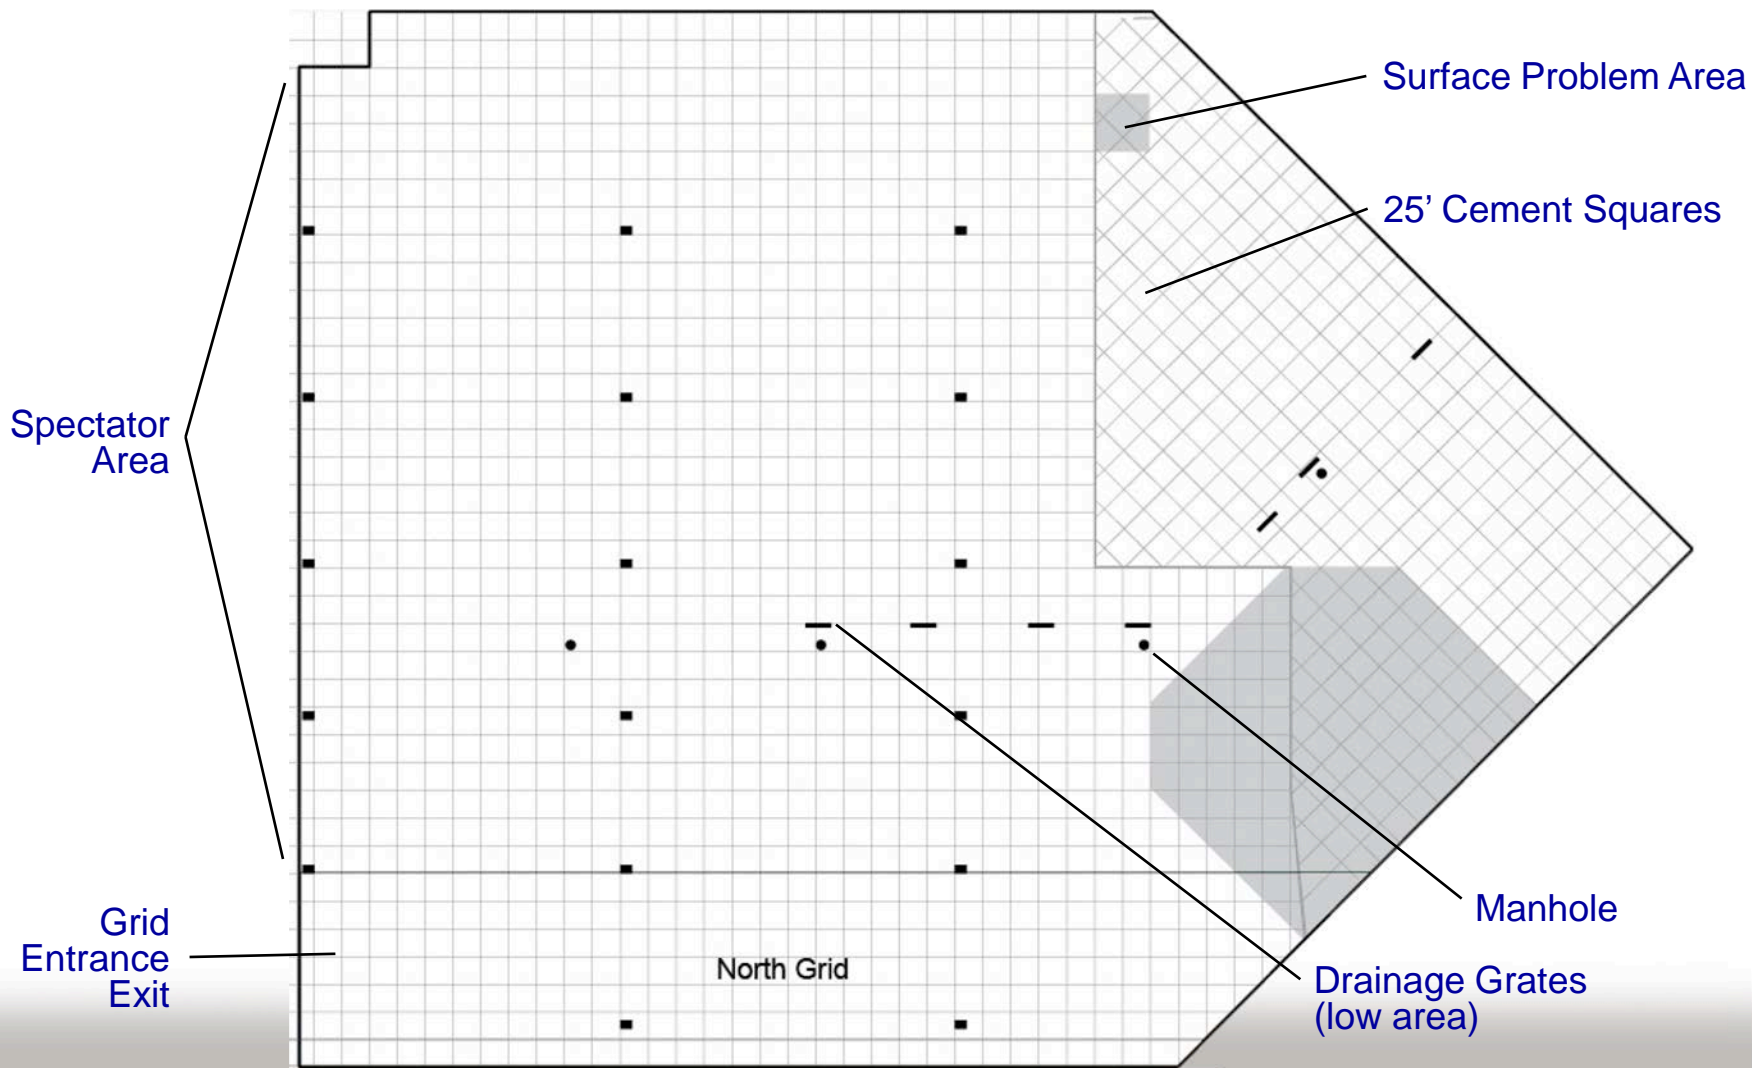 Surface Problem Area
25’ Cement Squares
Spectator
Area
Grid
Entrance
Exit
North Grid
Manhole
Drainage Grates
(low area)